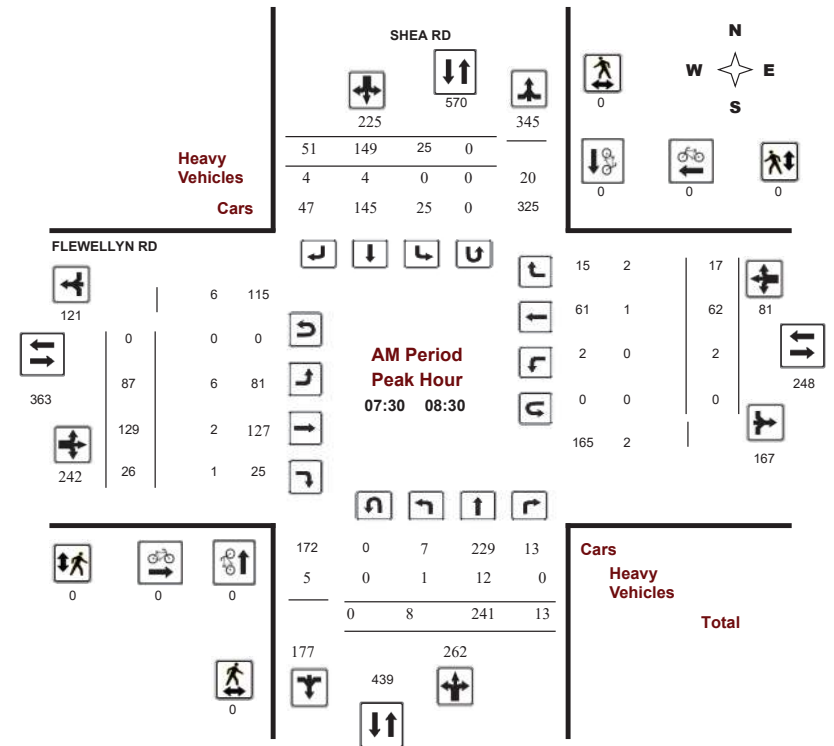 SHEA RD
N
W E
S
570
0
225
345
51 149 25 0
Heavy
Vehicles
4 4 0 0 20
0 0 0
Cars
47 145 25 0 325
FLEWELLYN RD
121
6 115
15 2 17
81
61 1 62
0 0 0
AM Period
Peak Hour
07:30 08:30
2 0 2
248
363
87 6 81
0 0 0
129 2 127
165 2
167
242
26 1 25
172 0 7 229 13
Cars
5 0 1 12 0
Heavy
Vehicles
0 0 0
0 8 241 13
Total
177
262
439
0